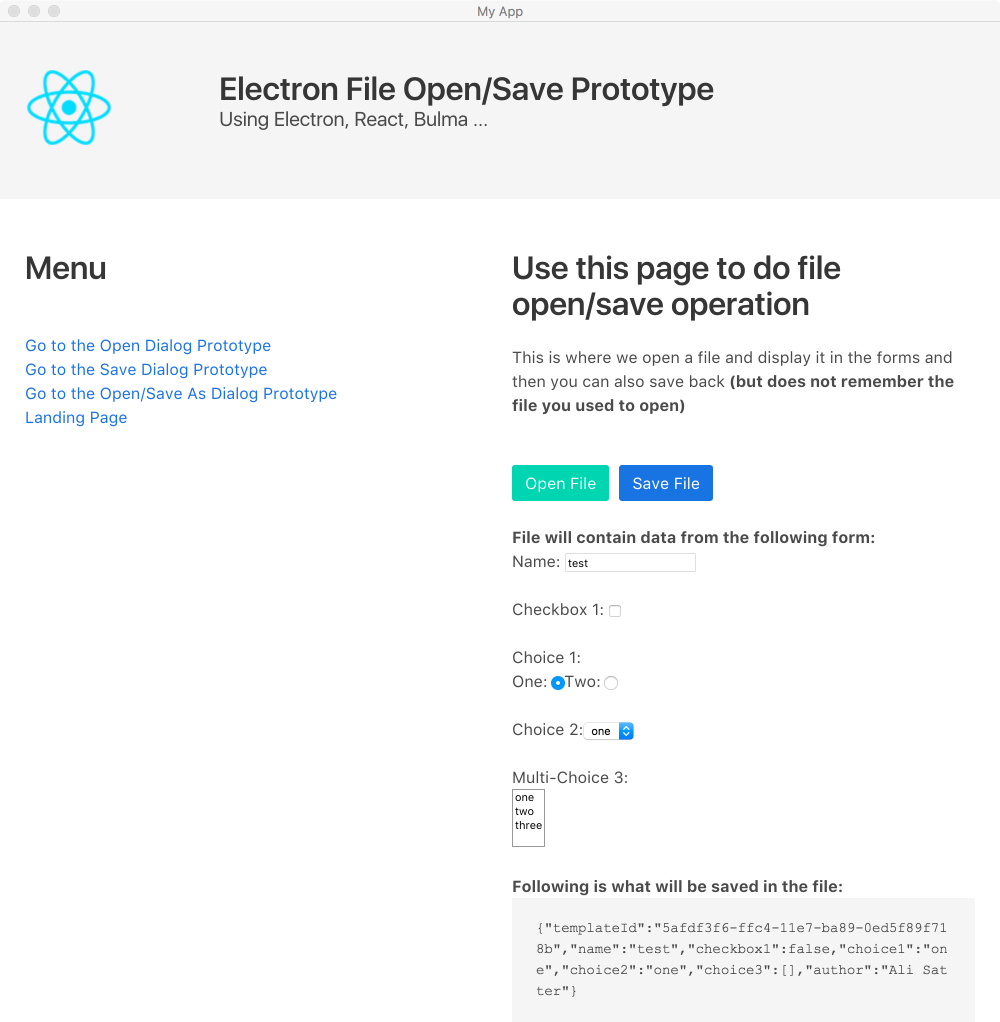 My App
Electron File Open/Save Prototype
Using Electron, React, Bulma ...
Menu
Go to the Open Dialog Prototype
Go to the Save Dialog Prototype
Go to the Open/Save As Dialog Prototype
Landing Page
Use this page to do file
open/save operation
This is where we open a file and display it in the forms and
then you can also save back (but does not remember the
file you used to open)
Open File Save File
File will contain data from the following form:
Name: test
Checkbox 1:
Choice 1:
One: Two:
Choice 2: one
Multi-Choice 3:
one
two
three
Following is what will be saved in the file:
{"templateId":"5afdf3f6-ffc4-11e7-ba89-0ed5f89f71
8b","name":"test","checkbox1":false,"choice1":"on
e","choice2":"one","choice3":[],"author":"Ali Sat
ter"}